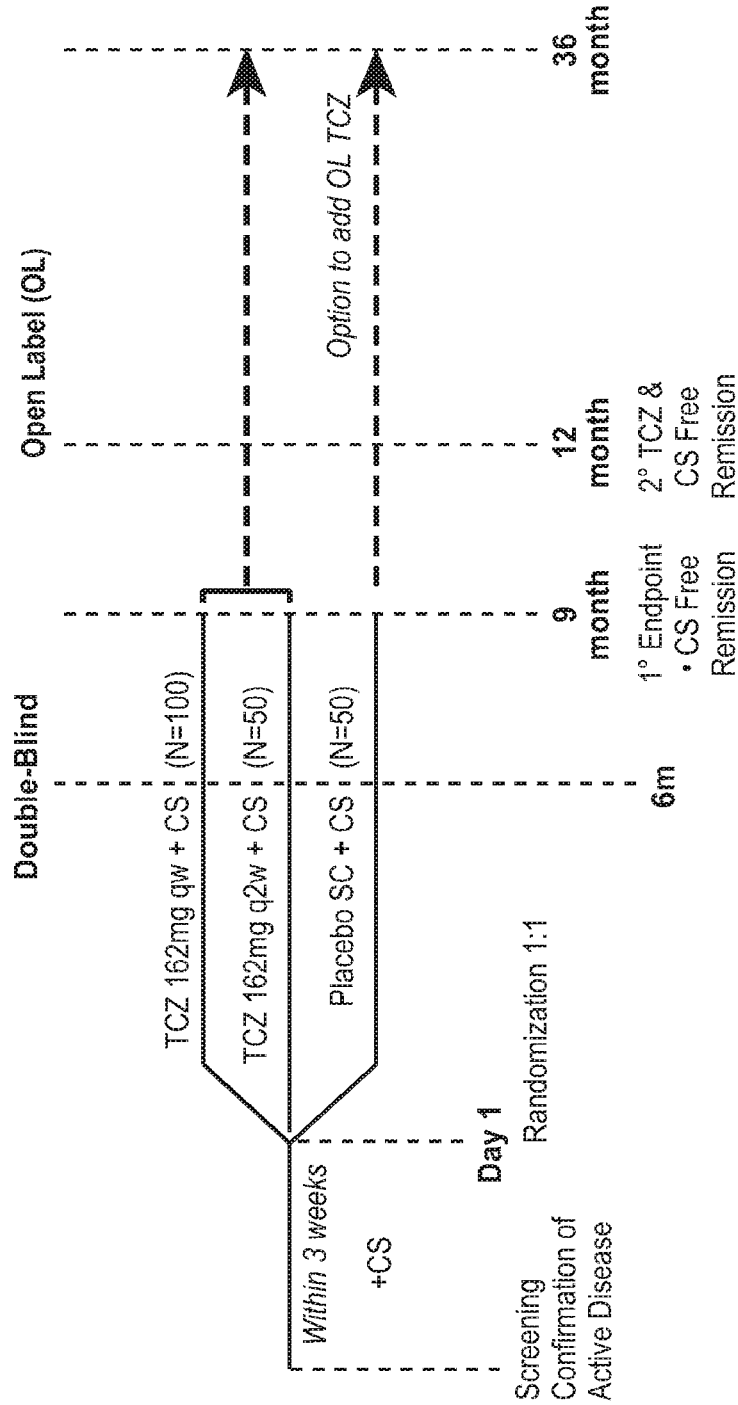 Double-Blind
Open Label (OL)
TCZ 162mg qw + CS (N=100)
Within 3 weeks
TCZ 162mg q2w + CS (N=50)
+CS
Placebo SC + CS (N=50)
Option to add OL TCZ
Screening
Confirmation of
Active Disease
Day 1
Randomization 1:1
6m
9
month
1° Endpoint
• CS Free
Remission
12
month
2° TCZ &
CS Free
Remission
36
month